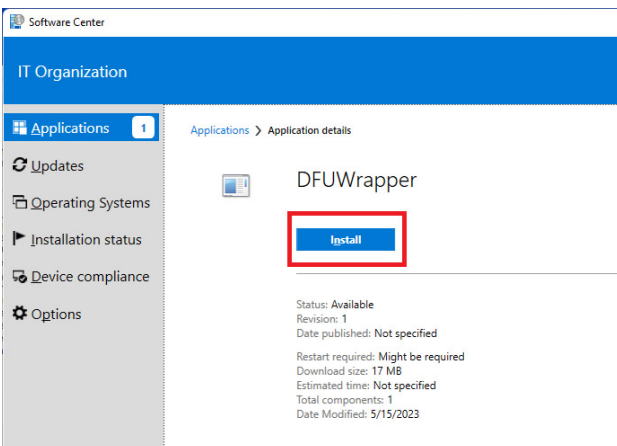 Software Center
IT Organization
Applications 1
Updates
Operating Systems
Installation status
Device compliance
Options
Applications ❯ Application details
DFUWrapper
Install
Status: Available
Revision: 1
Date published: Not specified
Restart required: Might be required
Download size: 17 MB
Estimated time: Not specified
Total components: 1
Date Modified: 5/15/2023